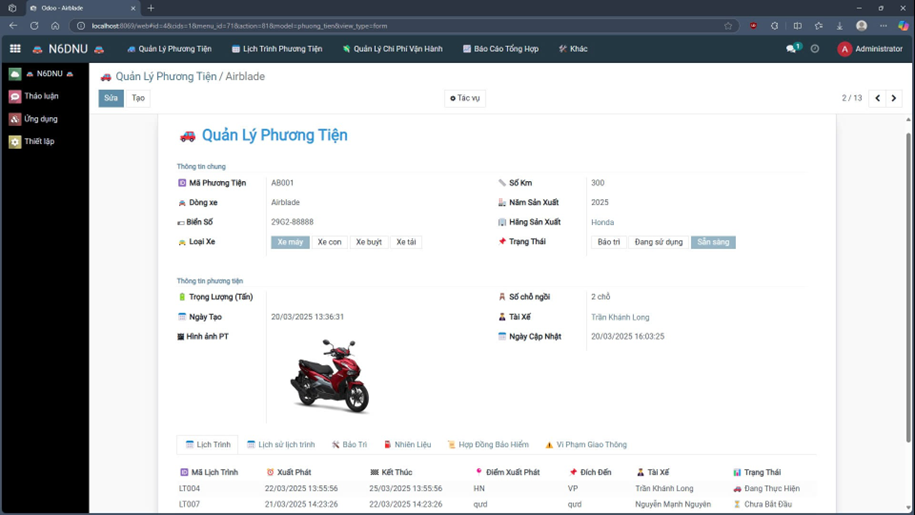 Odoo - Airblade
localhost:8069/web#id=4&cids=1&menu_id=71&action=81&model=phuong_tien&view_type=form
N6DNU
Quản Lý Phương Tiện
Lịch Trình Phương Tiện
Quản Lý Chi Phí Vận Hành
Báo Cáo Tổng Hợp
Khác
1
A Administrator
N6DNU
Thảo luận
Ứng dụng
Thiết lập
Quản Lý Phương Tiện / Airblade
Sửa Tạo
Tác vụ
2 / 13
Quản Lý Phương Tiện
Thông tin chung
Mã Phương Tiện AB001
Số Km 300
Dòng xe Airblade
Năm Sản Xuất 2025
Biển Số 29G2-88888
Hãng Sản Xuất Honda
Loại Xe Xe máy Xe con Xe buýt Xe tải
Trạng Thái Bảo trì Đang sử dụng Sẵn sàng
Thông tin phương tiện
Trọng Lượng (Tấn)
Số chỗ ngồi 2 chỗ
Ngày Tạo 20/03/2025 13:36:31
Tài Xế Trần Khánh Long
Hình ảnh PT
Ngày Cập Nhật 20/03/2025 16:03:25
Lịch Trình Lịch sử lịch trình Bảo Trì Nhiên Liệu Hợp Đồng Bảo Hiểm Vi Phạm Giao Thông
Mã Lịch Trình Xuất Phát Kết Thúc Điểm Xuất Phát Đích Đến Tài Xế Trạng Thái
LT004 22/03/2025 13:55:56 25/03/2025 13:55:56 HN VP Trần Khánh Long Đang Thực Hiện
LT007 21/03/2025 14:23:26 22/03/2025 14:23:26 qưd qưd Nguyễn Mạnh Nguyên Chưa Bắt Đầu